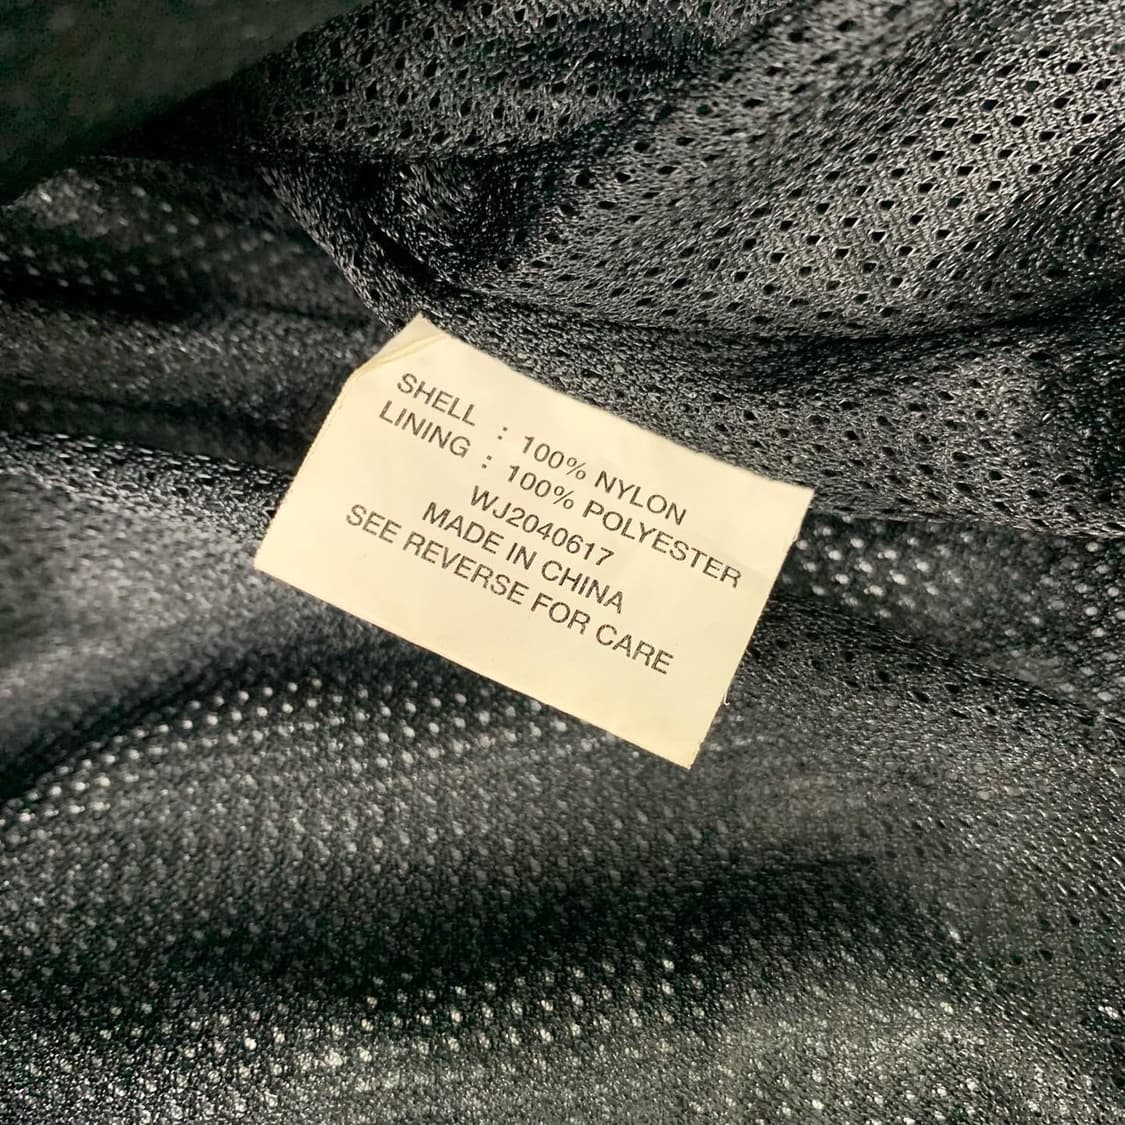 SHELL : 100% NYLON
LINING : 100% POLYESTER
WJ2040617
MADE IN CHINA
SEE REVERSE FOR CARE